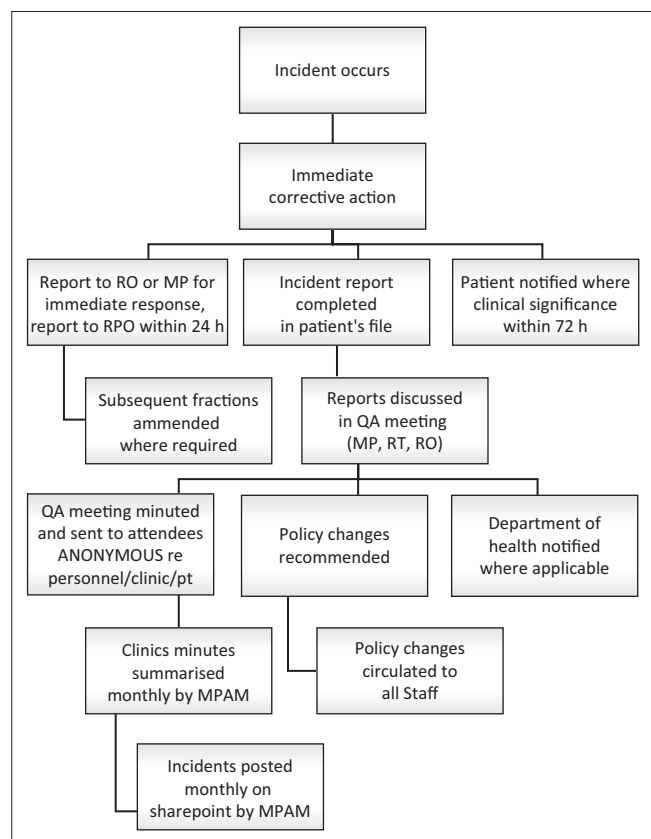 Incident occurs
Immediate
corrective action
Report to RO or MP for
immediate response,
report to RPO within 24 h
Incident report
completed
in patient's file
Patient notified where
clinical significance
within 72 h
Subsequent fractions
ammended
where required
Reports discussed
in QA meeting
(MP, RT, RO)
QA meeting minuted
and sent to attendees
ANONYMOUS re
personnel/clinic/pt
Policy changes
recommended
Department of
health notified
where applicable
Clinics minutes
summarised
monthly by MPAM
Policy changes
circulated to
all Staff
Incidents posted
monthly on
sharepoint by MPAM